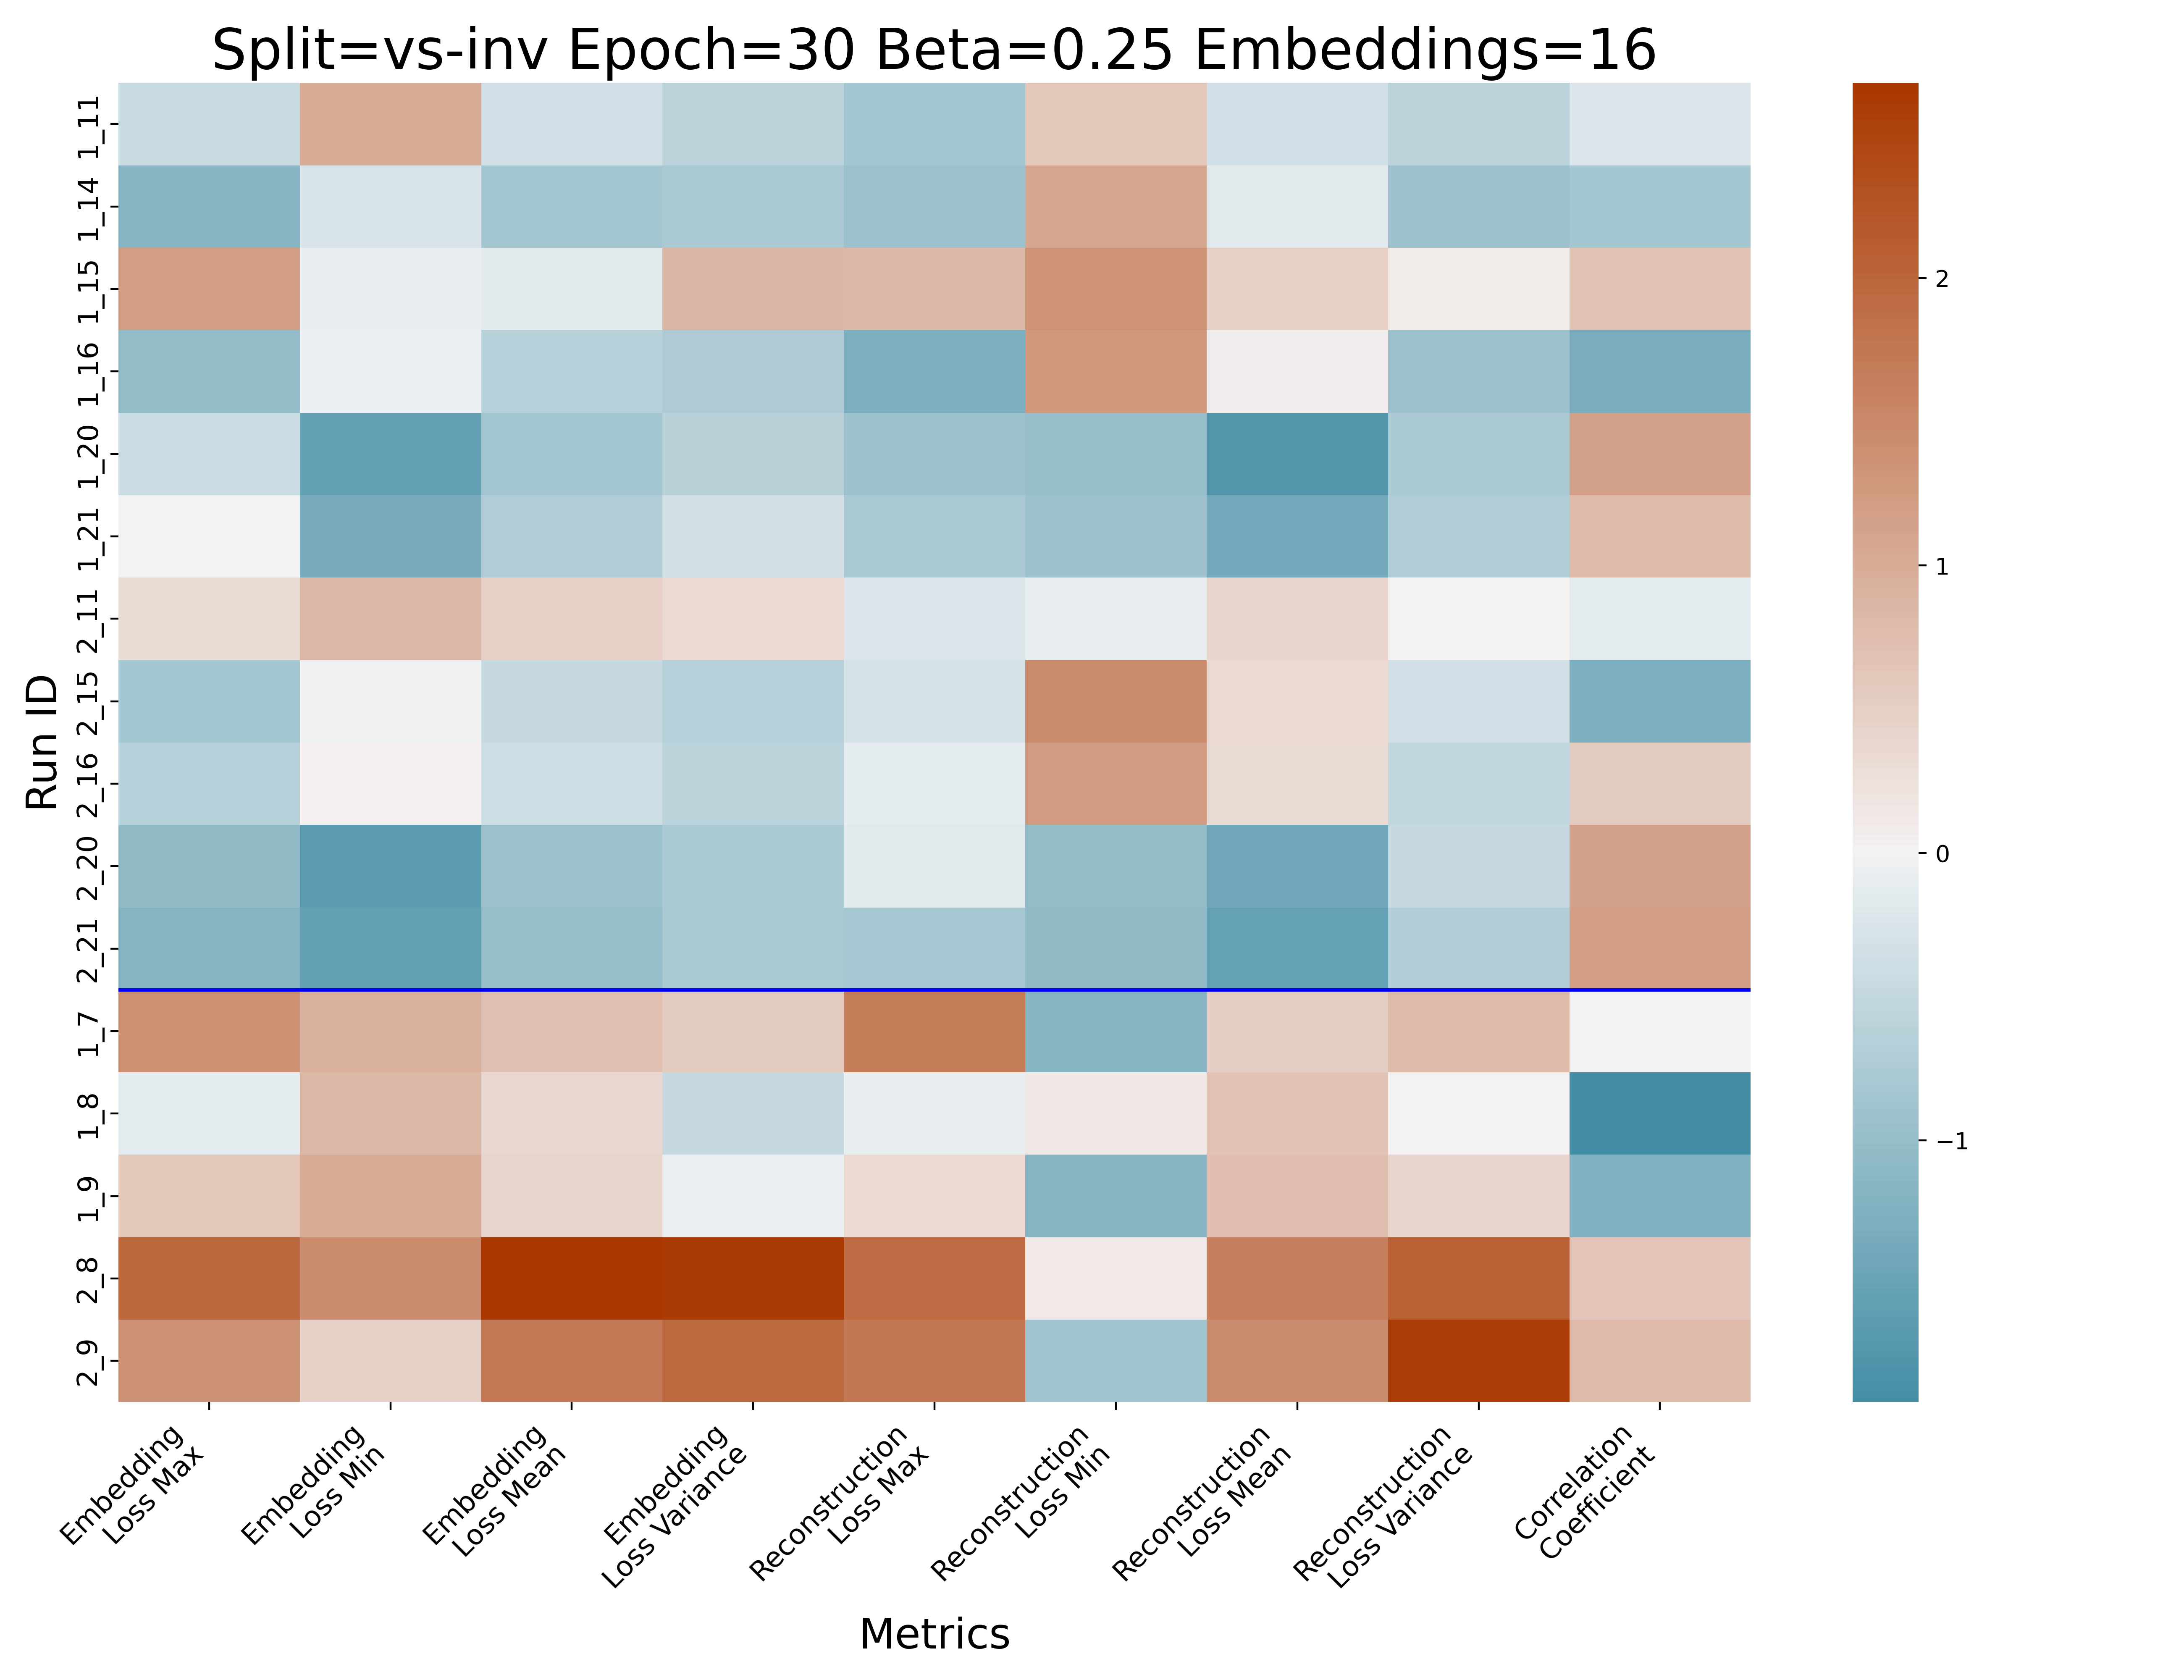 Split=vs-inv Epoch=30 Beta=0.25 Embeddings=16
Run ID
1_11
1_14
1_15
1_16
1_20
1_21
2_11
2_15
2_16
2_20
2_21
1_7
1_8
1_9
2_8
2_9
Embedding
Loss Max
Embedding
Loss Min
Embedding
Loss Mean
Embedding
Loss Variance
Reconstruction
Loss Max
Reconstruction
Loss Min
Reconstruction
Loss Mean
Reconstruction
Loss Variance
Correlation
Coefficient
Metrics
2
1
0
−1